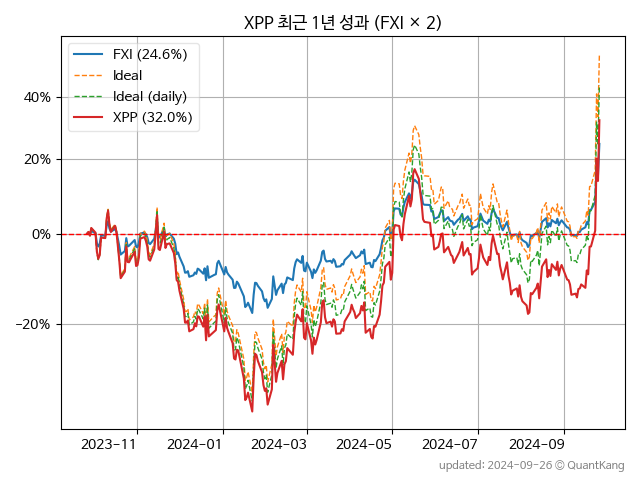 XPP 최근 1년 성과 (FXI × 2)
FXI (24.6%)
Ideal
Ideal (daily)
XPP (32.0%)
40%
20%
0%
−20%
2023-11
2024-01
2024-03
2024-05
2024-07
2024-09
updated: 2024-09-26 © QuantKang